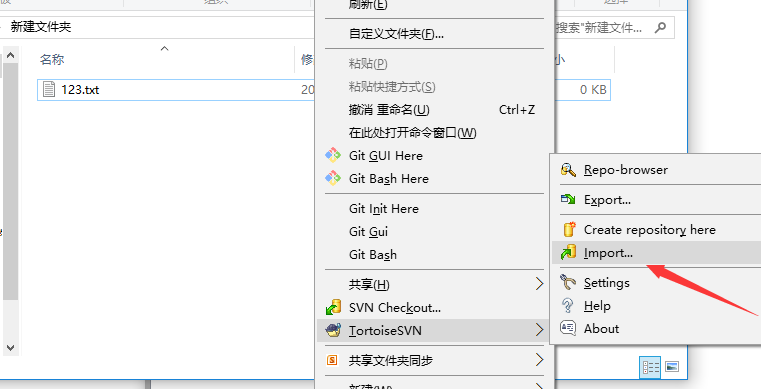 刷新(E)
新建文件夹
搜索"新建文件...
自定义文件夹(F)...
名称
修
小
123.txt
20
0 KB
粘贴(P)
粘贴快捷方式(S)
撤消 重命名(U) Ctrl+Z
在此处打开命令窗口(W)
Git GUI Here
Git Bash Here
Git Init Here
Git Gui
Git Bash
共享(H)
SVN Checkout...
TortoiseSVN
共享文件夹同步
新建(W)
Repo-browser
Export...
Create repository here
Import...
Settings
Help
About